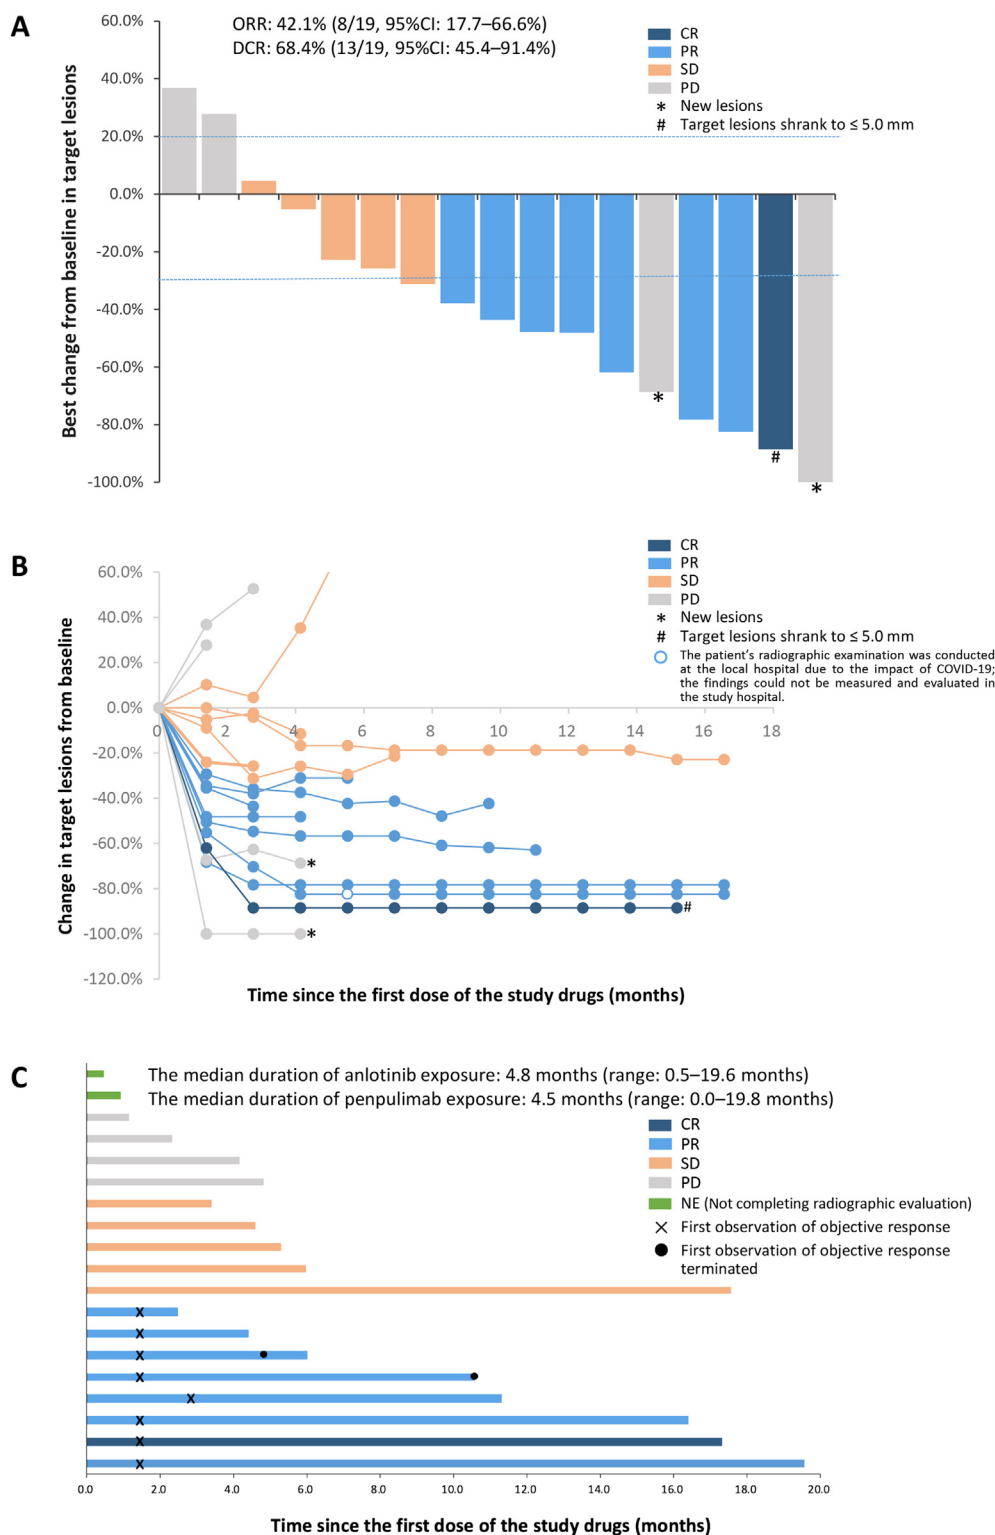 A
ORR: 42.1% (8/19, 95%CI: 17.7–66.6%)
DCR: 68.4% (13/19, 95%CI: 45.4–91.4%)
CR
PR
SD
PD
* New lesions
# Target lesions shrank to ≤ 5.0 mm
Best change from baseline in target lesions
60.0%
40.0%
20.0%
0.0%
-20.0%
-40.0%
-60.0%
-80.0%
-100.0%
*
#
*
B
CR
PR
SD
PD
* New lesions
# Target lesions shrank to ≤ 5.0 mm
The patient's radiographic examination was conducted
at the local hospital due to the impact of COVID-19;
the findings could not be measured and evaluated in
the study hospital.
Change in target lesions from baseline
60.0%
40.0%
20.0%
0.0%
-20.0%
-40.0%
-60.0%
-80.0%
-100.0%
-120.0%
0 2 4 6 8 10 12 14 16 18
*
#
*
Time since the first dose of the study drugs (months)
C
The median duration of anlotinib exposure: 4.8 months (range: 0.5–19.6 months)
The median duration of penpulimab exposure: 4.5 months (range: 0.0–19.8 months)
CR
PR
SD
PD
NE (Not completing radiographic evaluation)
X First observation of objective response
First observation of objective response
terminated
X
X
X
X
X
X
X
X
0.0 2.0 4.0 6.0 8.0 10.0 12.0 14.0 16.0 18.0 20.0
Time since the first dose of the study drugs (months)